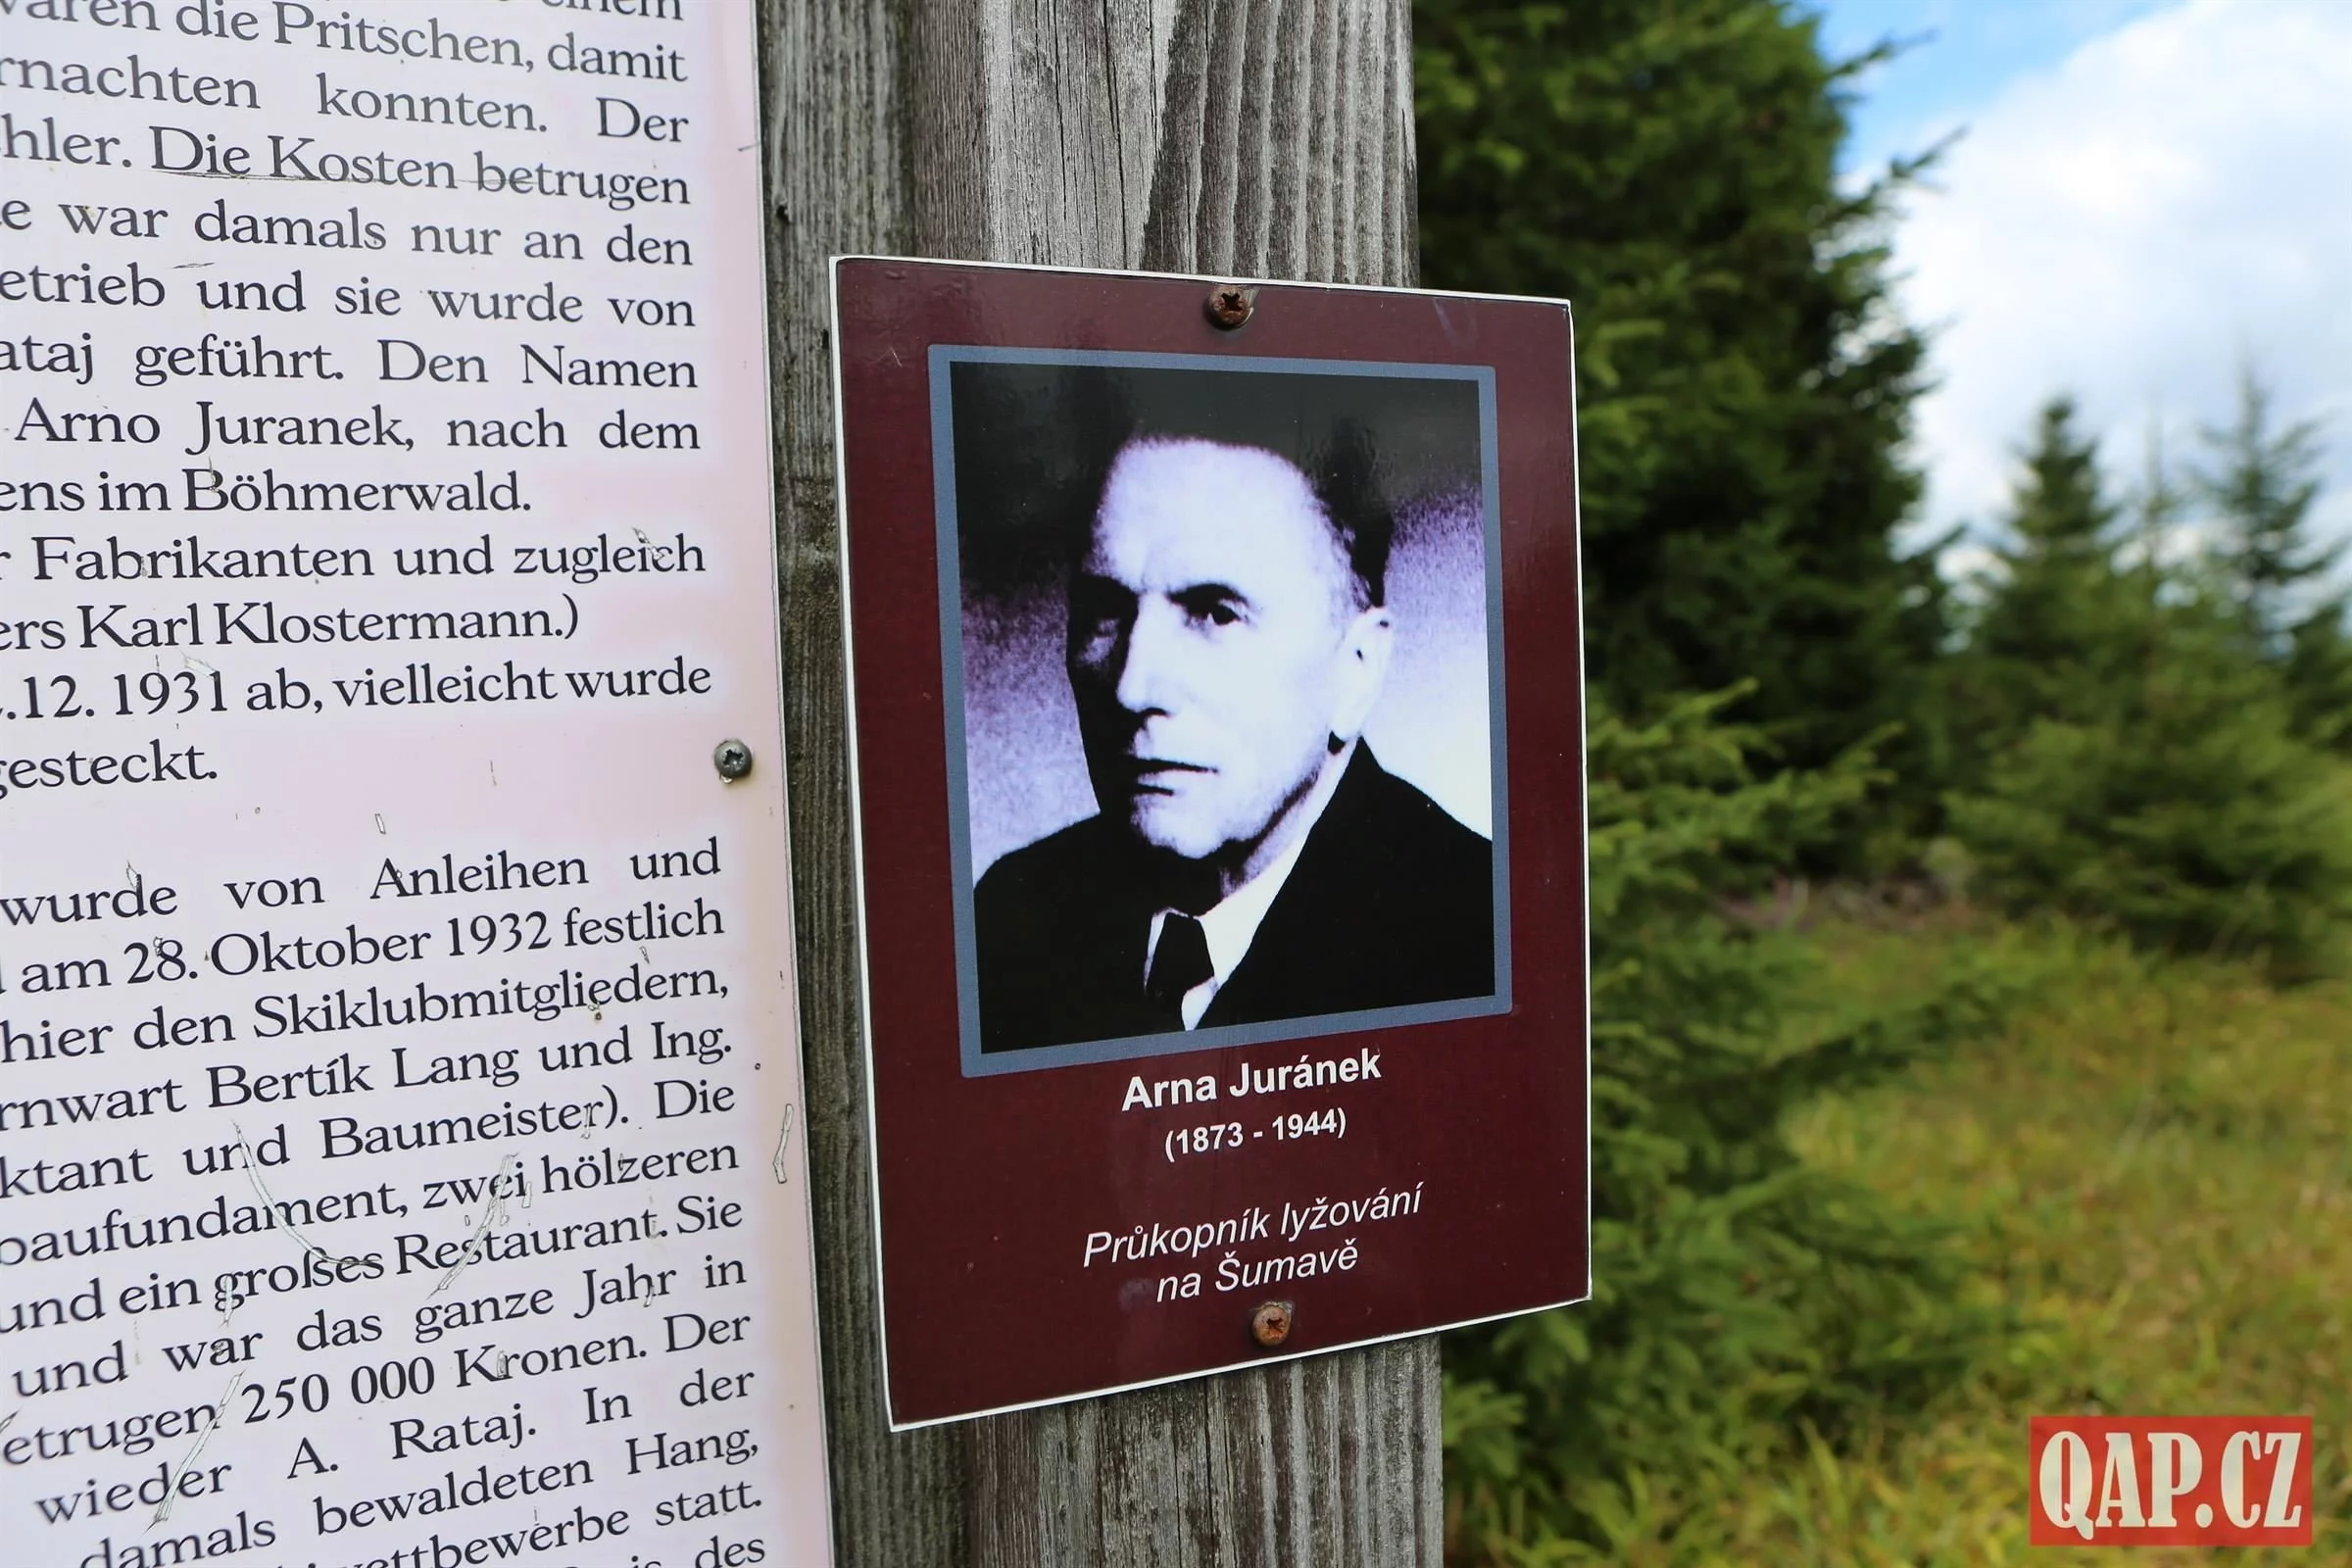 waren die Pritschen, damit
konnten. Der
Die Kosten betrugen
war damals nur an den
und sie wurde von
geführt. Den Namen
Arno Juranek, nach dem
im Böhmerwald.
Fabrikanten und zugleich
Karl Klostermann.)
.12. 1931 ab, vielleicht wurde
gesteckt.
wurde von Anleihen und
am 28. Oktober 1932 festlich
hier den Skiklubmitgliedern,
Bertík Lang und Ing.
und Baumeister). Die
zwei hölzeren
und ein großes Restaurant. Sie
und war das ganze Jahr in
250 000 Kronen. Der
wieder A. Rataj. In der
damals bewaldeten Hang,
statt.
des
Arna Juránek
(1873 - 1944)
Průkopník lyžování
na Šumavě
QAP.CZ